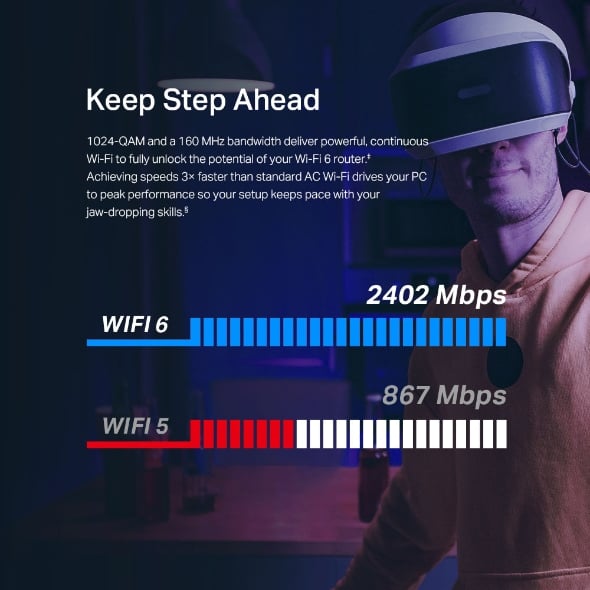 Keep Step Ahead
1024-QAM and a 160 MHz bandwidth deliver powerful, continuous
Wi-Fi to fully unlock the potential of your Wi-Fi 6 router.‡
Achieving speeds 3× faster than standard AC Wi-Fi drives your PC
to peak performance so your setup keeps pace with your
jaw-dropping skills.§
2402 Mbps
WIFI 6
867 Mbps
WIFI 5